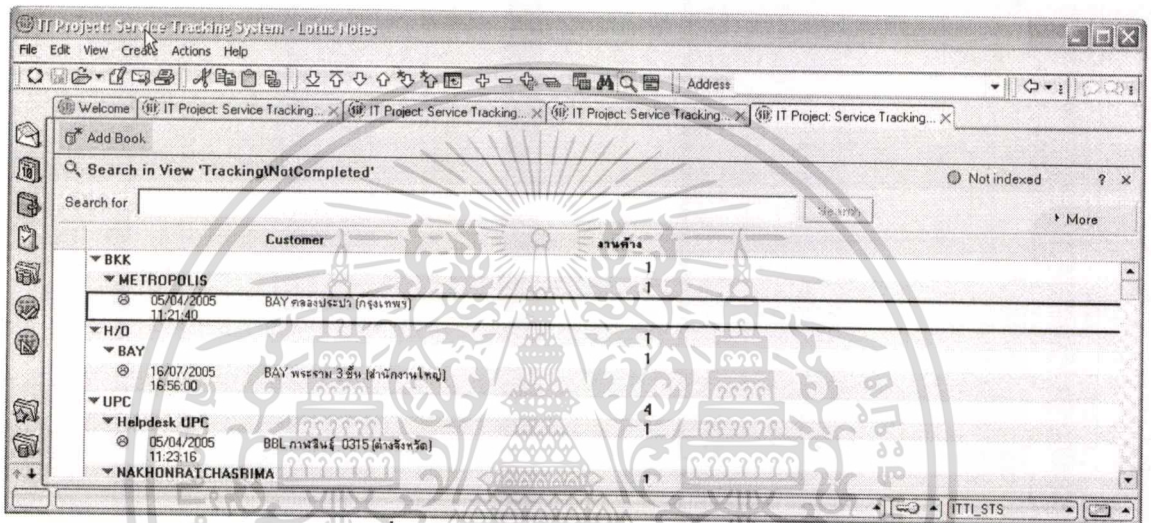 IT Project: Service Tracking System - Lotus Notes
File Edit View Create Actions Help
Address
Welcome IT Project: Service Tracking... IT Project: Service Tracking... IT Project: Service Tracking... IT Project: Service Tracking...
Add Book
Search in View 'Tracking\NotCompleted'
Not indexed ? ×
Search for Search
More
Customer งานค้าง
BKK 1
METROPOLIS 1
05/04/2005 BAY คลองประปา (กรุงเทพฯ)
11:21:40
H/O 1
BAY 1
16/07/2005 BAY พระราม 3 ชั้น (สำนักงานใหญ่)
16:56:00
UPC 4
Helpdesk UPC 1
05/04/2005 BBL กาฬสินธุ์ 0315 (ต่างจังหวัด)
11:23:16
NAKHONRATCHASRIMA 1
ITTI_STS